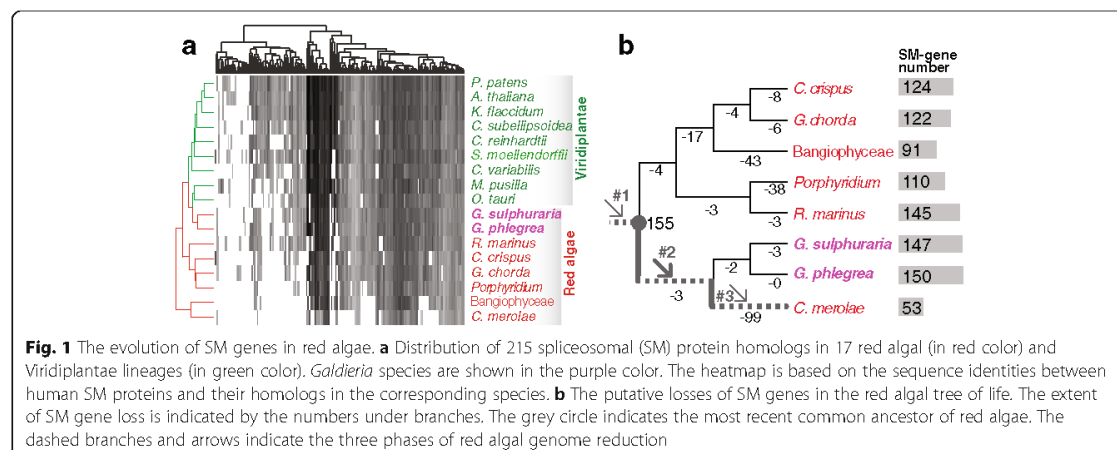 a
P. patens
A. thaliana
K. flaccidum
C. subellipsoidea
C. reinhardtii
S. moellendorffii
C. variabilis
M. pusilla
O. tauri
G. sulphuraria
G. phlegrea
R. marinus
C. crispus
G. chorda
Porphyridium
Bangiophyceae
C. merolae
Viridiplantae
Red algae
b
SM-gene
number
C. crispus 124
G. chorda 122
Bangiophyceae 91
Porphyridium 110
R. marinus 145
G. sulphuraria 147
G. phlegrea 150
C. merolae 53
-8
-4
-6
-17
-43
-4
-38
-3
-3
#1
155
#2
-3
-3
-2
-0
#3
-99
Fig. 1 The evolution of SM genes in red algae. a Distribution of 215 spliceosomal (SM) protein homologs in 17 red algal (in red color) and
Viridiplantae lineages (in green color). Galdieria species are shown in the purple color. The heatmap is based on the sequence identities between
human SM proteins and their homologs in the corresponding species. b The putative losses of SM genes in the red algal tree of life. The extent
of SM gene loss is indicated by the numbers under branches. The grey circle indicates the most recent common ancestor of red algae. The
dashed branches and arrows indicate the three phases of red algal genome reduction